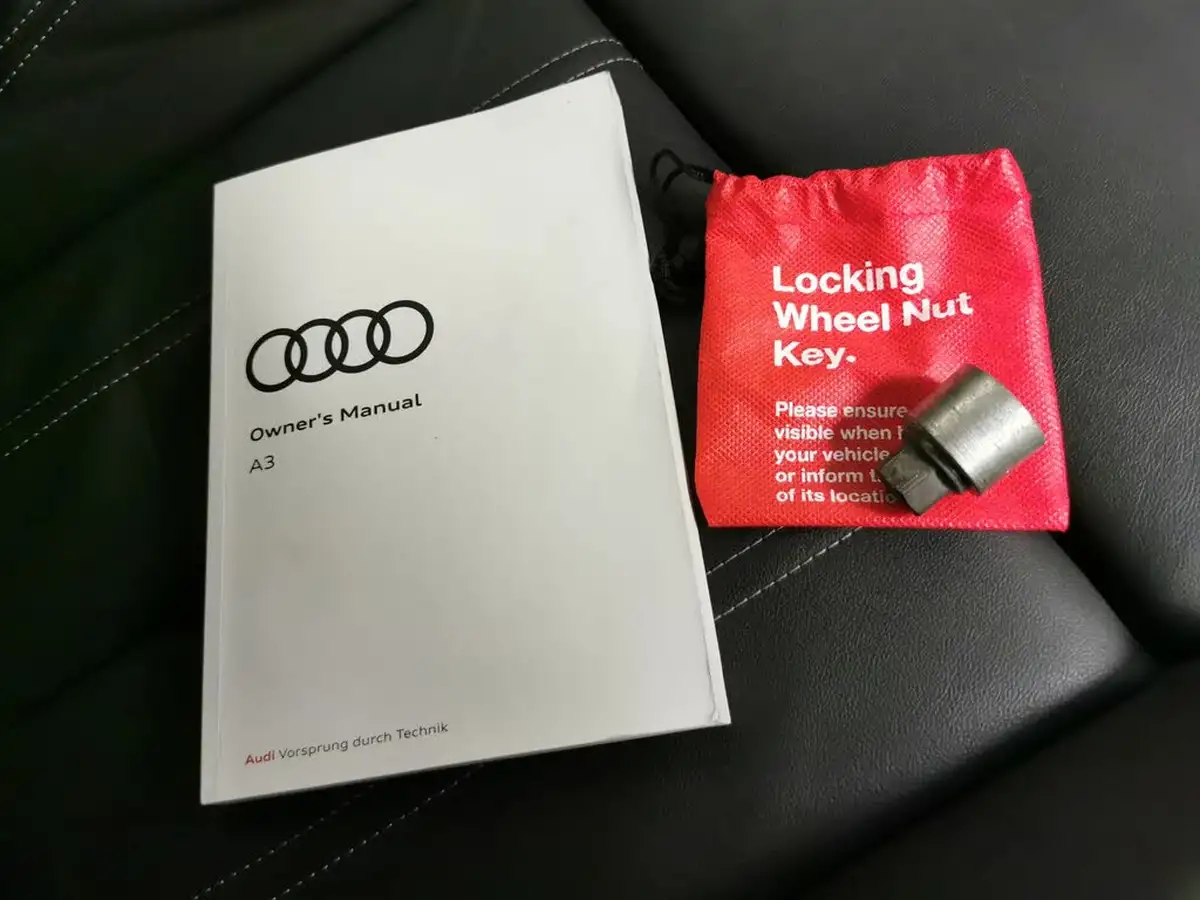 Owner's Manual
A3
Audi Vorsprung durch Technik
Locking
Wheel Nut
Key.
Please ensure
visible when
your vehicle
or inform
of its